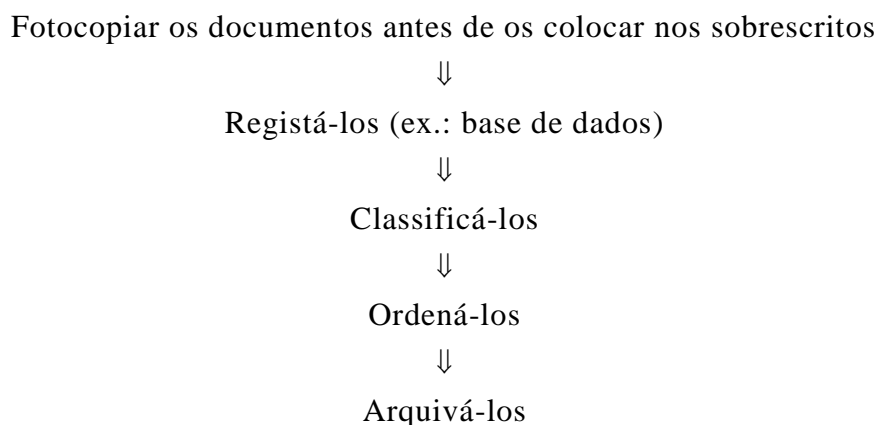 Fotocopiar os documentos antes de os colocar nos sobrescritos
⇓
Registá-los (ex.: base de dados)
⇓
Classificá-los
⇓
Ordená-los
⇓
Arquivá-los